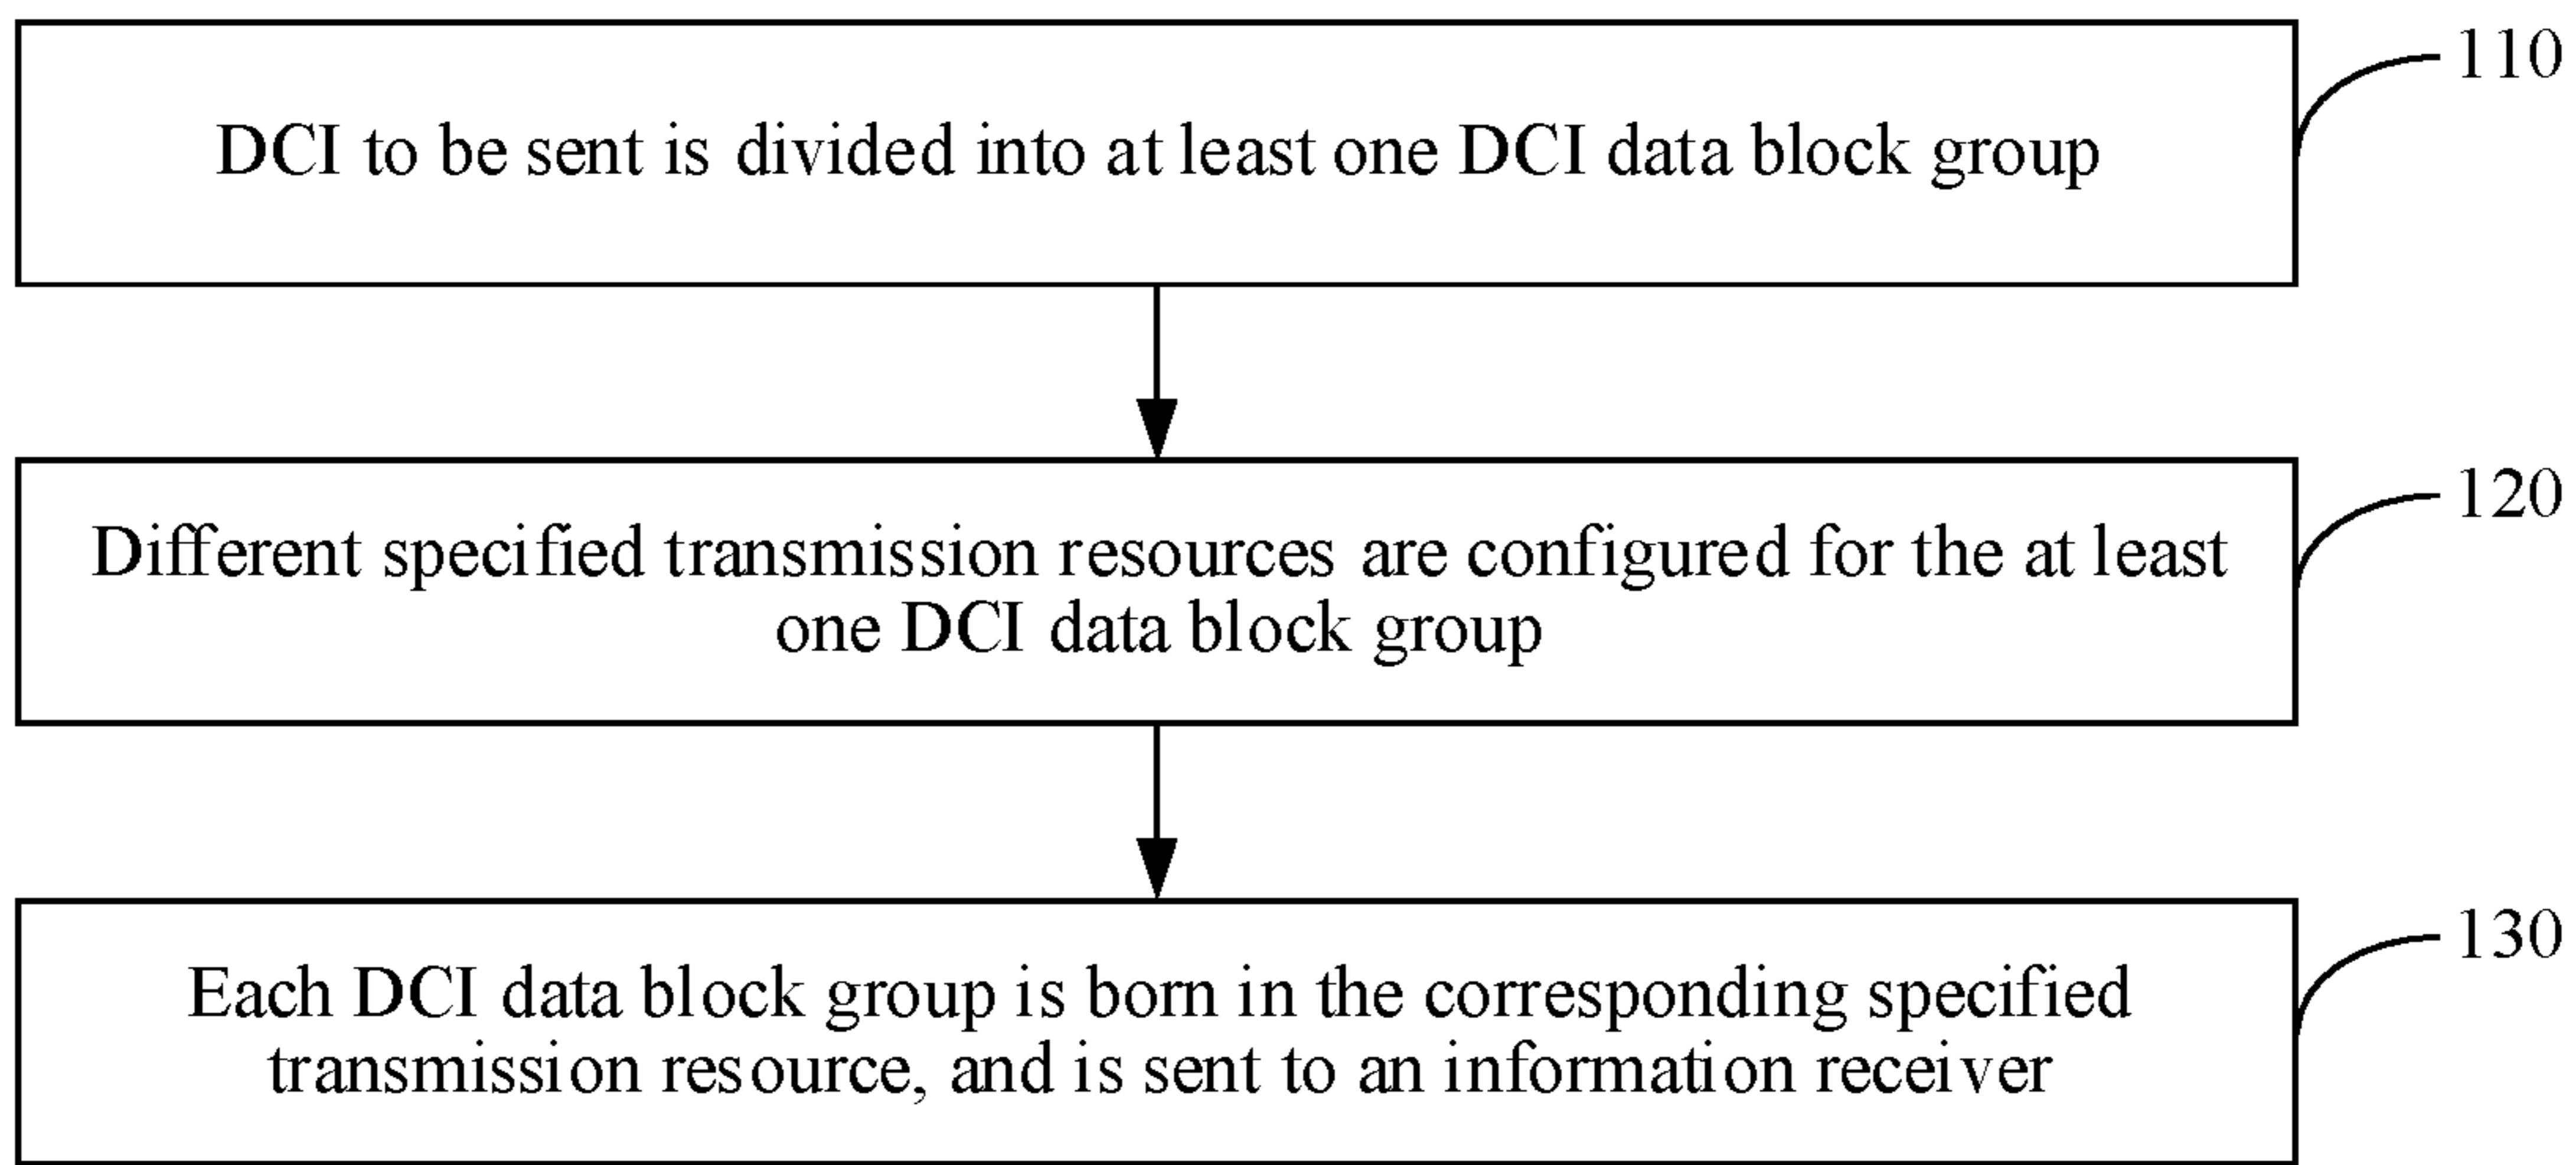 110
DCI to be sent is divided into at least one DCI data block group
120
Different specified transmission resources are configured for the at least
one DCI data block group
130
Each DCI data block group is born in the corresponding specified
transmission resource, and is sent to an information receiver